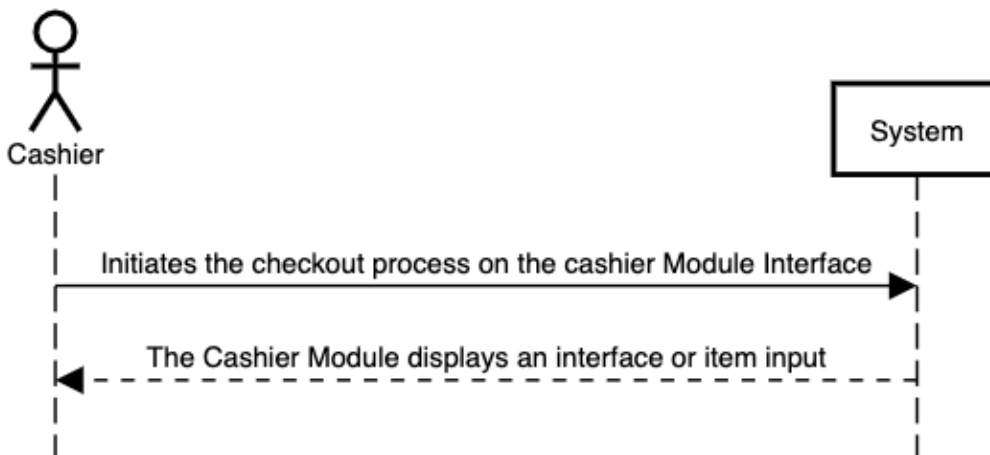 Cashier
System
Initiates the checkout process on the cashier Module Interface
The Cashier Module displays an interface or item input